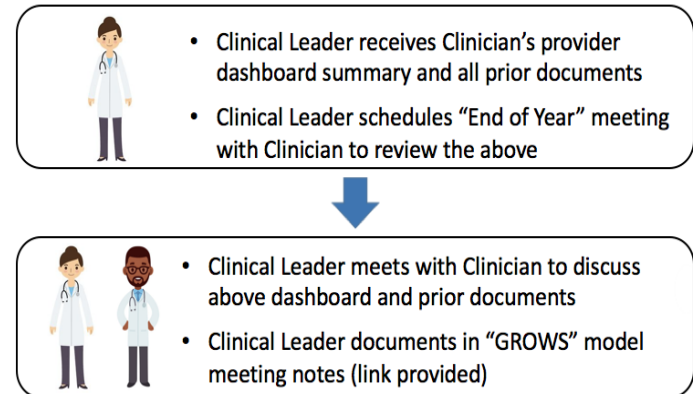 • Clinical Leader receives Clinician’s provider
dashboard summary and all prior documents
• Clinical Leader schedules “End of Year” meeting
with Clinician to review the above
• Clinical Leader meets with Clinician to discuss
above dashboard and prior documents
• Clinical Leader documents in “GROWS” model
meeting notes (link provided)